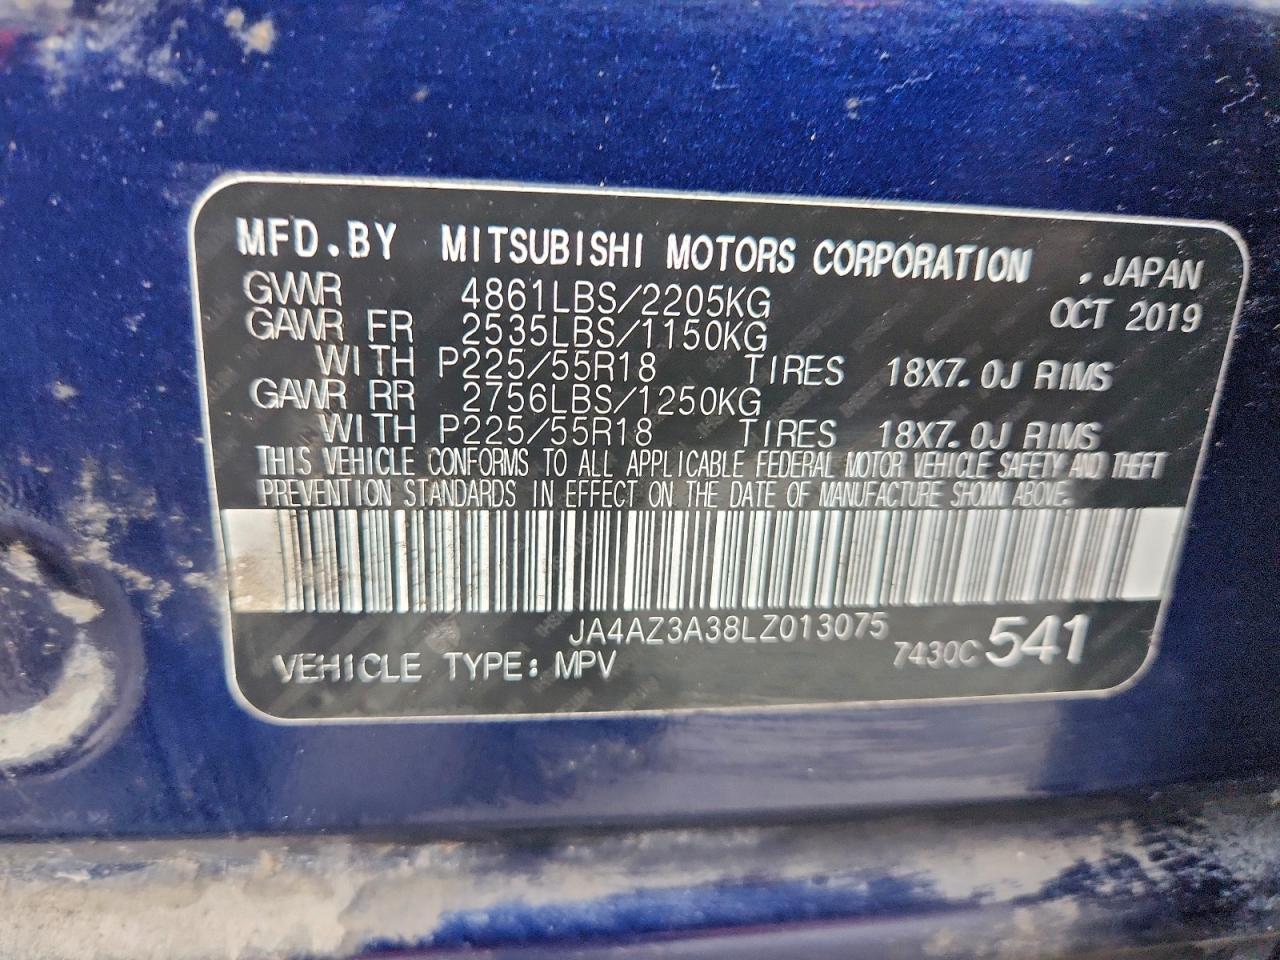 MFD.BY MITSUBISHI MOTORS CORPORATION , JAPAN
GVWR 4861LBS/2205KG OCT 2019
GAWR FR 2535LBS/1150KG
WITH P225/55R18 TIRES 18X7.0J RIMS
GAWR RR 2756LBS/1250KG
WITH P225/55R18 TIRES 18X7.0J RIMS
THIS VEHICLE CONFORMS TO ALL APPLICABLE FEDERAL MOTOR VEHICLE SAFETY AND THEFT
PREVENTION STANDARDS IN EFFECT ON THE DATE OF MANUFACTURE SHOWN ABOVE.
JA4AZ3A38LZ013075
VEHICLE TYPE: MPV 7430C 541